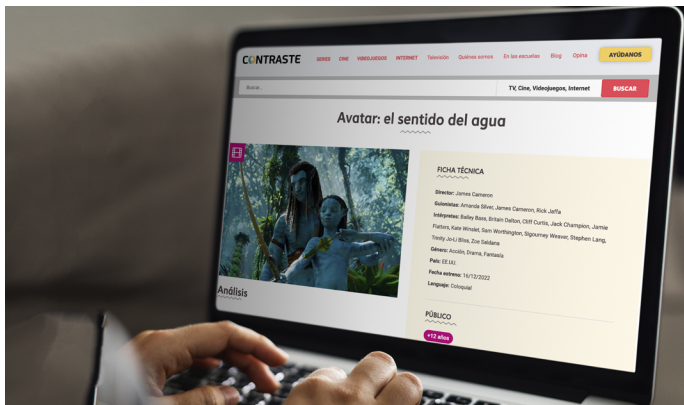 CONTRASTE
SERIES CINE VIDEOJUEGOS INTERNET Televisión Quiénes somos En las escuelas Blog Opina AYÚDANOS
Buscar... TV, Cine, Videojuegos, Internet BUSCAR
Avatar: el sentido del agua
FICHA TÉCNICA
Director: James Cameron
Guionistas: Amanda Silver, James Cameron, Rick Jaffa
Intérpretes: Bailey Bass, Britain Dalton, Cliff Curtis, Jack Champion, Jamie
Flatters, Kate Winslet, Sam Worthington, Sigourney Weaver, Stephen Lang,
Trinity Jo-Li Bliss, Zoe Saldana
Género: Acción, Drama, Fantasía
País: EE.UU.
Fecha estreno: 16/12/2022
Lenguaje: Coloquial
Análisis
PÚBLICO
+12 años